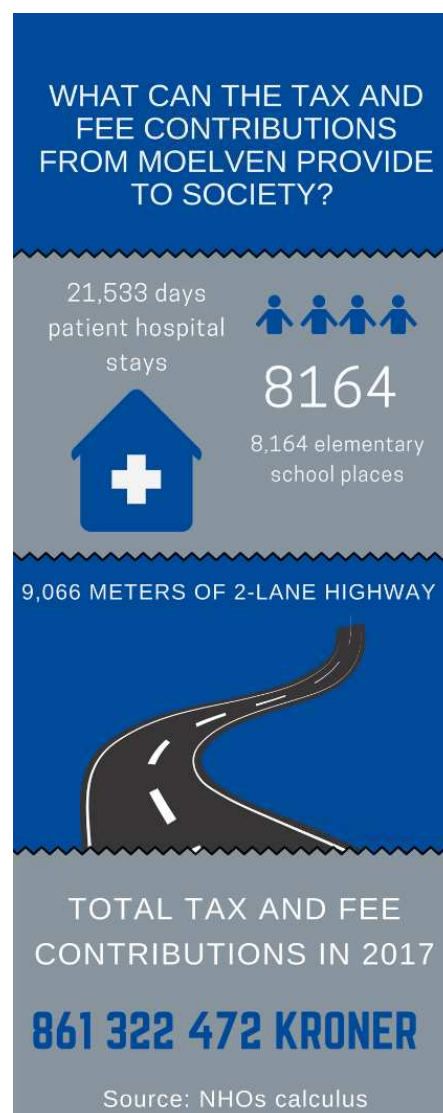 WHAT CAN THE TAX AND
FEE CONTRIBUTIONS
FROM MOELVEN PROVIDE
TO SOCIETY?
21,533 days
patient hospital
stays
8164
8,164 elementary
school places
9,066 METERS OF 2-LANE HIGHWAY
TOTAL TAX AND FEE
CONTRIBUTIONS IN 2017
861 322 472 KRONER
Source: NHOs calculus